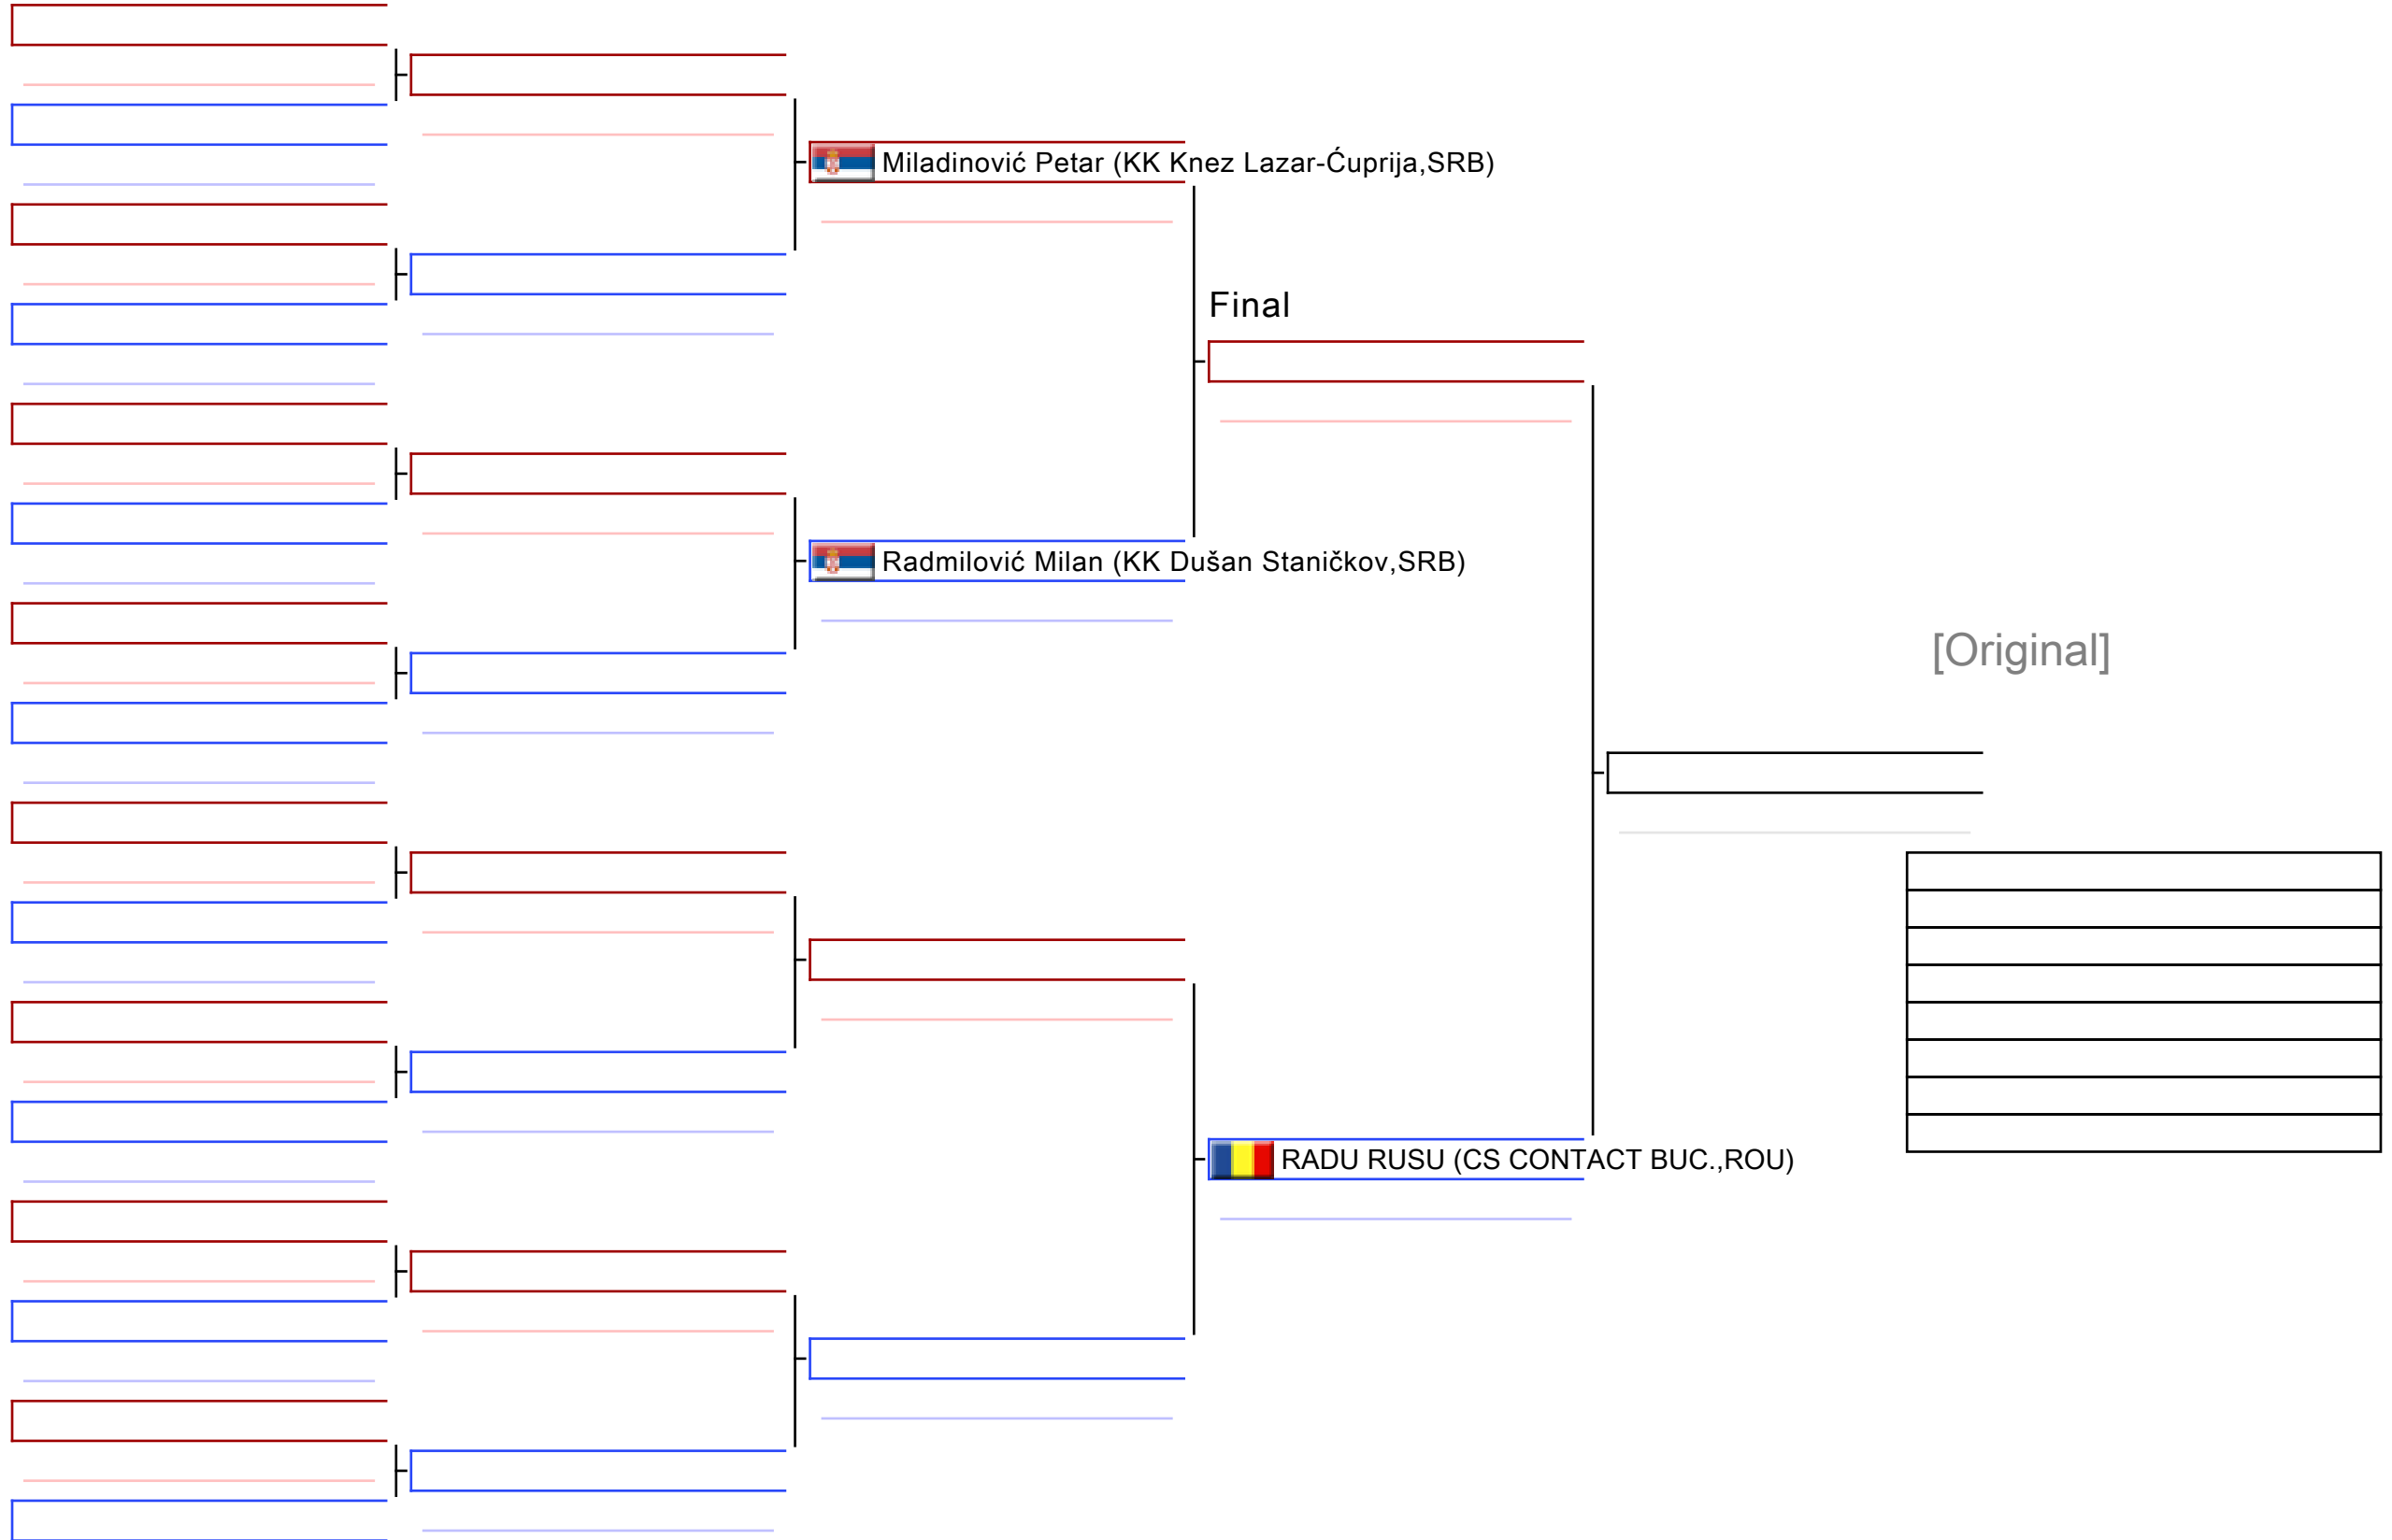 Miladinović Petar (KK Knez Lazar-Ćuprija,SRB)
Final
Radmilović Milan (KK Dušan Staničkov,SRB)
[Original]
RADU RUSU (CS CONTACT BUC.,ROU)